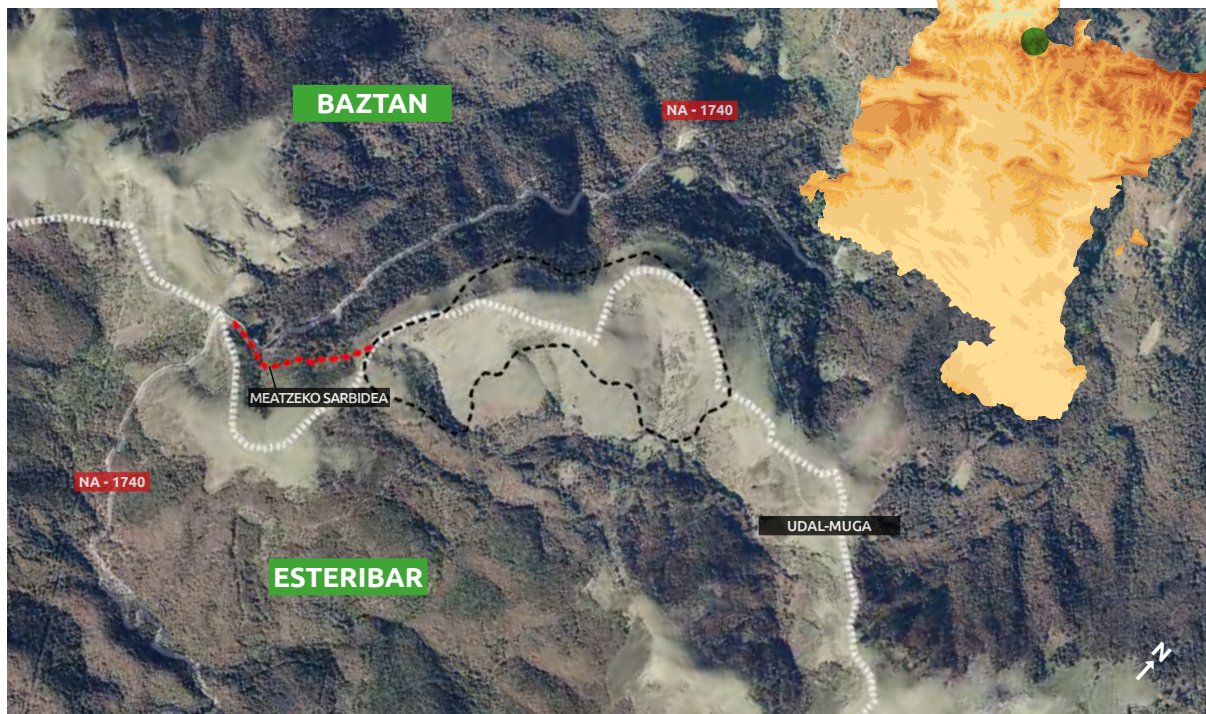 BAZTAN
NA - 1740
MEATZEKO SARBIDEA
NA - 1740
UDAL-MUGA
ESTERIBAR
N